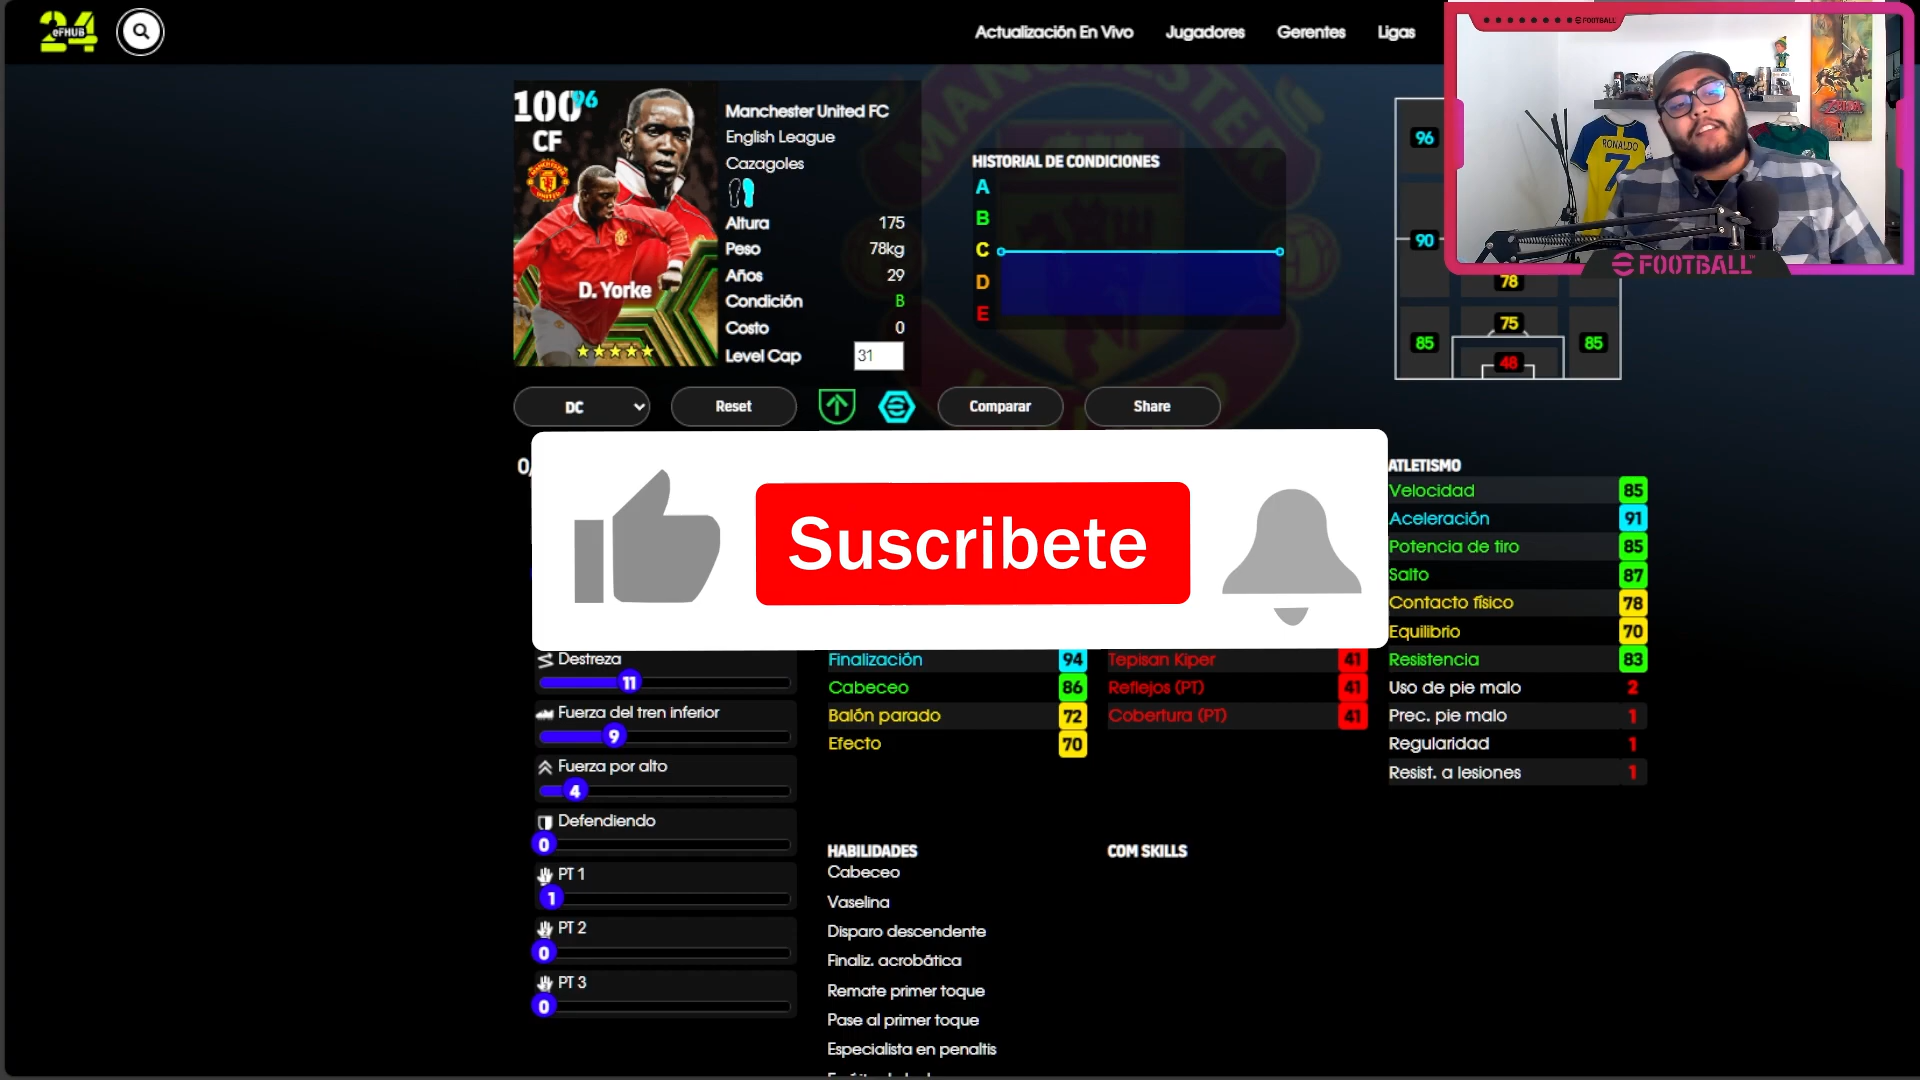 24
eFHUB
Actualización En Vivo
Jugadores
Gerentes
Ligas
FOOTBALL
RONALDO
7
FOOTBALL
100
96
CF
D. Yorke
Manchester United FC
English League
Cazagoles
Altura 175
Peso 78kg
Años 29
Condición B
Costo 0
Level Cap 31
HISTORIAL DE CONDICIONES
A
B
C
D
E
96
90
78
75
85
85
48
DC
Reset
Comparar
Share
Suscribete
Destreza
11
Fuerza del tren inferior
9
Fuerza por alto
4
Defendiendo
0
PT 1
1
PT 2
0
PT 3
0
Finalización 94
Cabeceo 86
Balón parado 72
Efecto 70
Tepisan Kiper 41
Reflejos (PT) 41
Cobertura (PT) 41
ATLETISMO
Velocidad 85
Aceleración 91
Potencia de tiro 85
Salto 87
Contacto físico 78
Equilibrio 70
Resistencia 83
Uso de pie malo 2
Prec. pie malo 1
Regularidad 1
Resist. a lesiones 1
HABILIDADES
Cabeceo
Vaselina
Disparo descendente
Finaliz. acrobática
Remate primer toque
Pase al primer toque
Especialista en penaltis
COM SKILLS